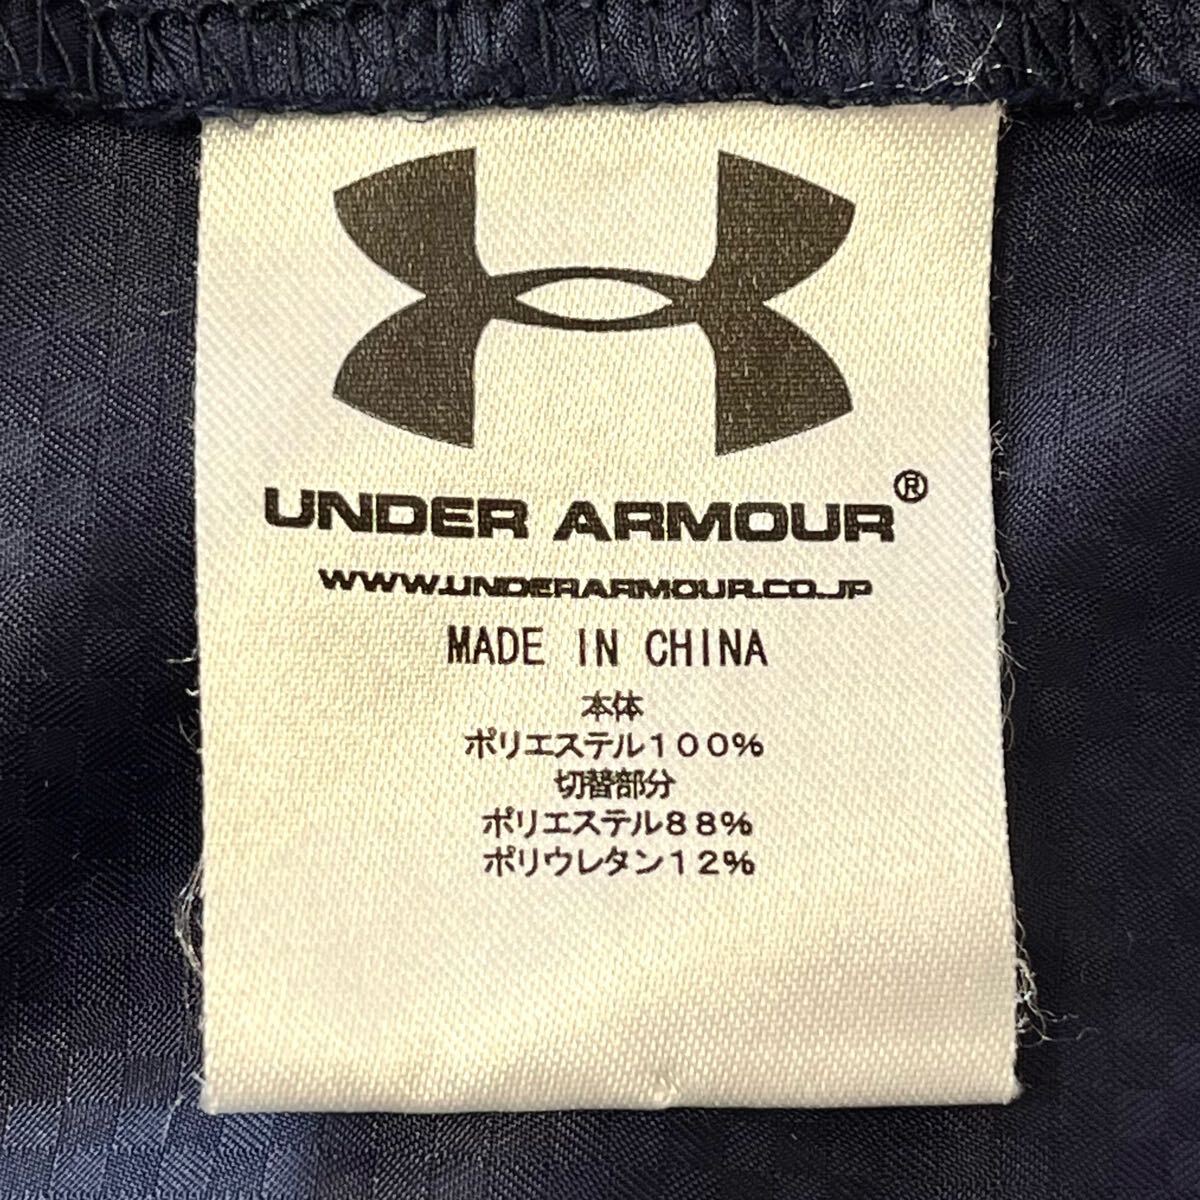 UNDER ARMOUR®
WWW.UNDERARMOUR.CO.JP
MADE IN CHINA
本体
ポリエステル１００％
切替部分
ポリエステル８８％
ポリウレタン１２％